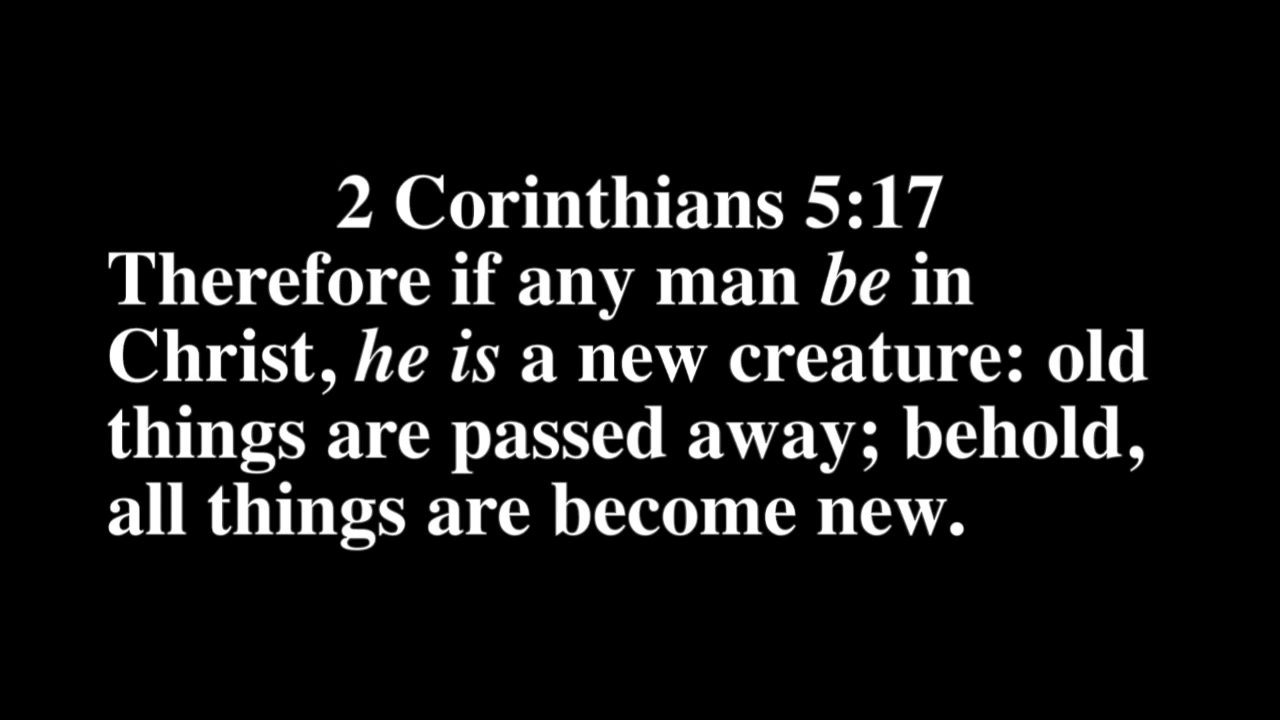 2 Corinthians 5:17
Therefore if any man be in
Christ, he is a new creature: old
things are passed away; behold,
all things are become new.